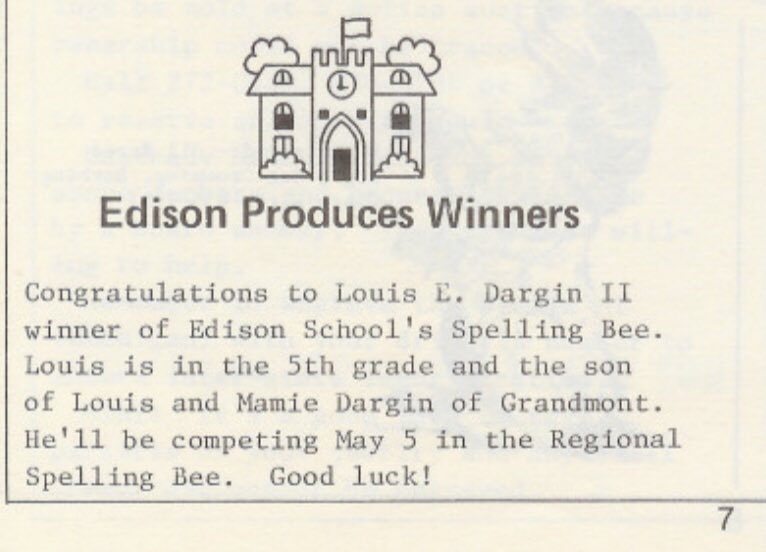 Edison Produces Winners
Congratulations to Louis E. Dargin II
winner of Edison School's Spelling Bee.
Louis is in the 5th grade and the son
of Louis and Mamie Dargin of Grandmont.
He'll be competing May 5 in the Regional
Spelling Bee.  Good luck!
7